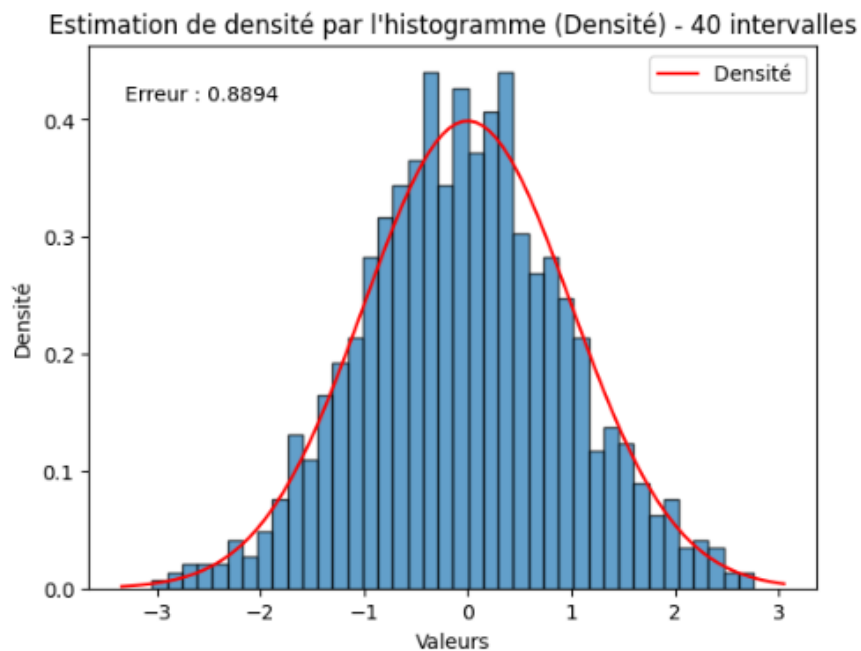 Estimation de densité par l'histogramme (Densité) - 40 intervalles
Erreur : 0.8894
Densité
0.4
0.3
0.2
0.1
0.0
Densité
−3
−2
−1
0
1
2
3
Valeurs